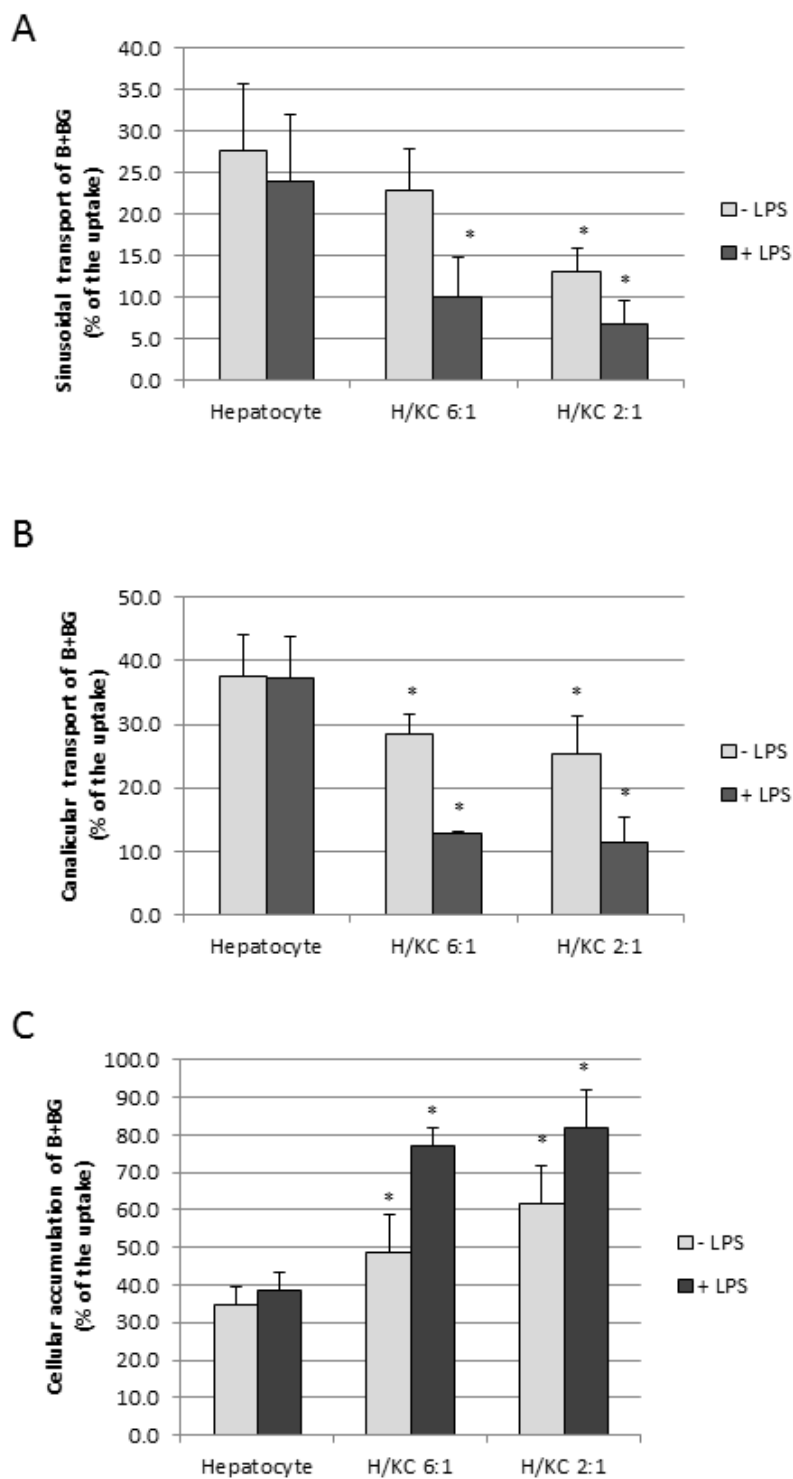 A
Sinusoidal transport of B+BG
(% of the uptake)
40.0
35.0
30.0
25.0
20.0
15.0
10.0
5.0
0.0
*
*
*
Hepatocyte
H/KC 6:1
H/KC 2:1
- LPS
+ LPS
B
Canalicular transport of B+BG
(% of the uptake)
50.0
40.0
30.0
20.0
10.0
0.0
*
*
*
*
Hepatocyte
H/KC 6:1
H/KC 2:1
- LPS
+ LPS
C
Cellular accumulation of B+BG
(% of the uptake)
100.0
90.0
80.0
70.0
60.0
50.0
40.0
30.0
20.0
10.0
0.0
*
*
*
*
Hepatocyte
H/KC 6:1
H/KC 2:1
- LPS
+ LPS